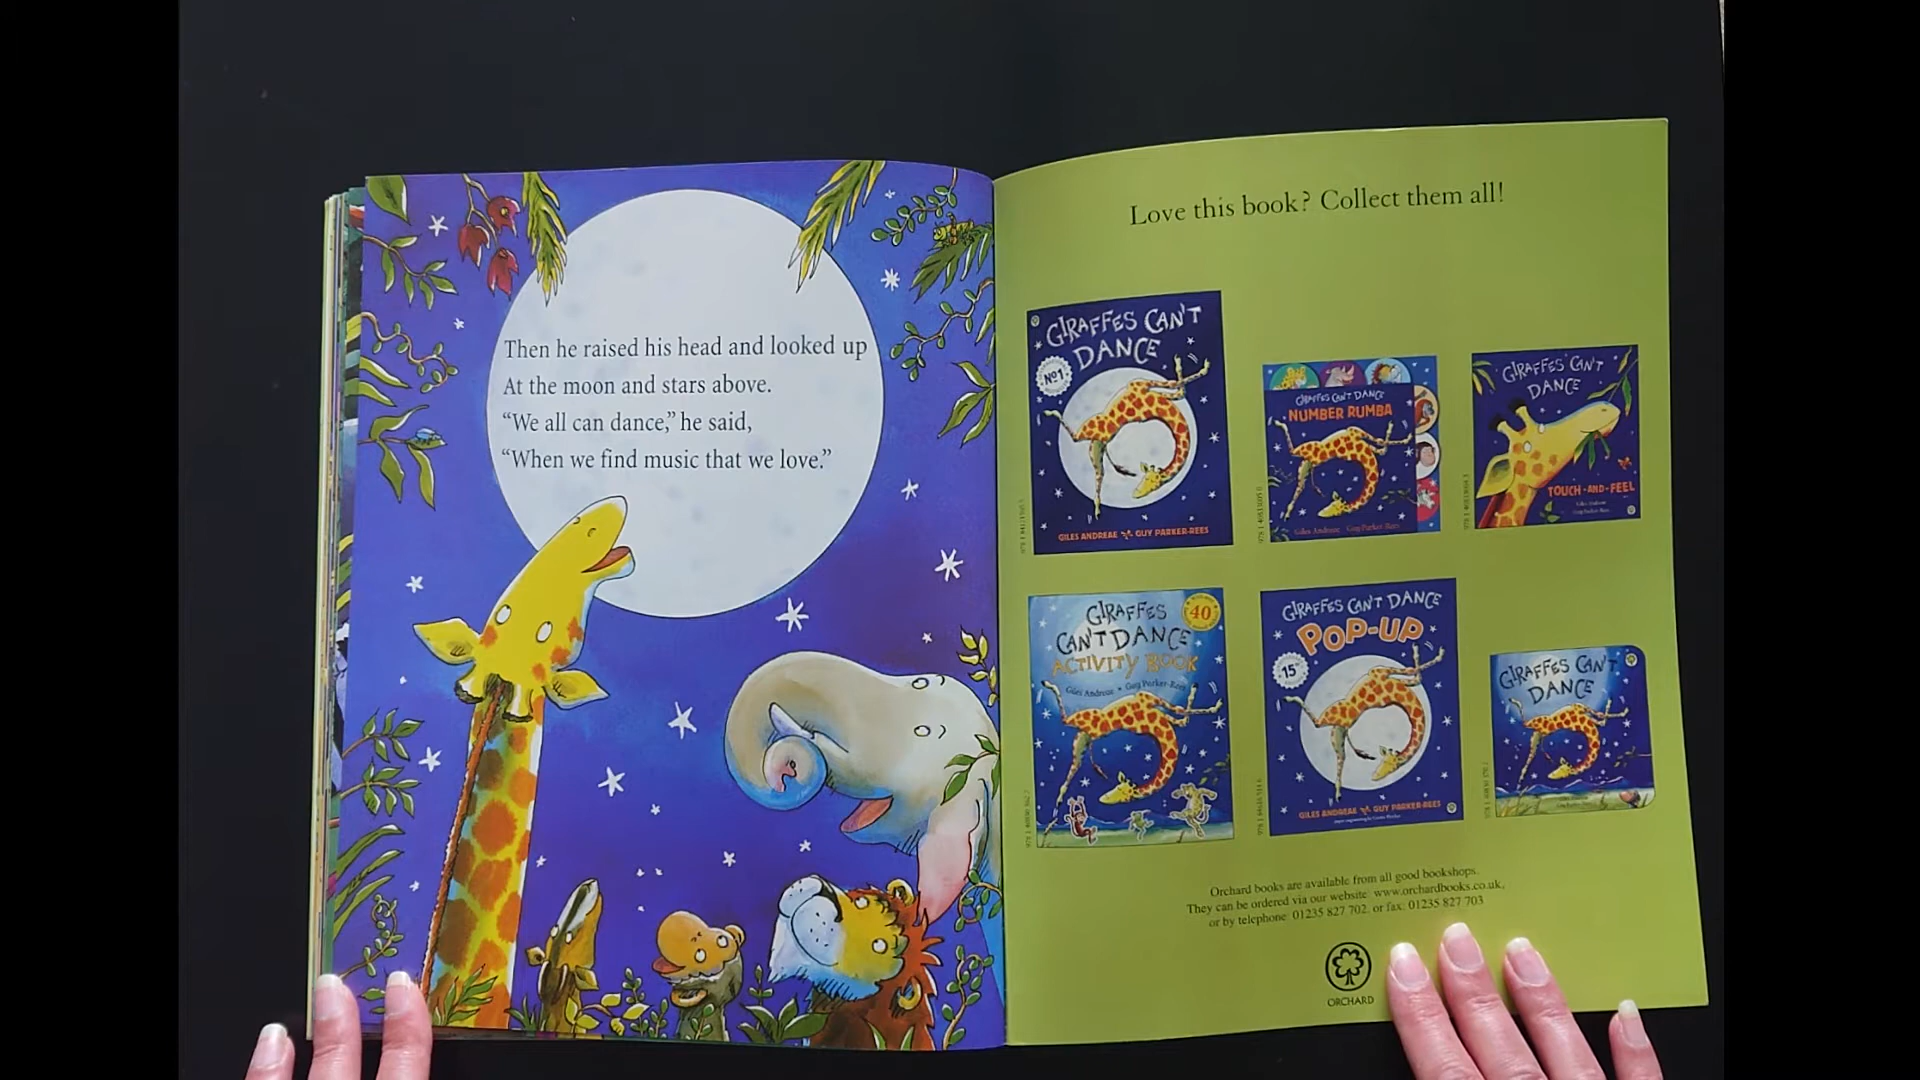 Then he raised his head and looked up
At the moon and stars above.
“We all can dance,” he said,
“When we find music that we love.”
Love this book? Collect them all!
GIRAFFES CAN'T
DANCE
Nº1
GILES ANDREAE GUY PARKER-REES
GIRAFFES CAN'T DANCE
NUMBER RUMBA
Giles Andreae Guy Parker-Rees
GIRAFFES CAN'T
DANCE
TOUCH-AND-FEEL
Giles Andreae
Guy Parker-Rees
GIRAFFES
CAN'T DANCE
ACTIVITY BOOK
40
Giles Andreae • Guy Parker-Rees
GIRAFFES CAN'T DANCE
POP-UP
15
GILES ANDREAE GUY PARKER-REES
GIRAFFES CAN'T
DANCE
Orchard books are available from all good bookshops.
They can be ordered via our website: www.orchardbooks.co.uk,
or by telephone: 01235 827 702, or fax: 01235 827 703
ORCHARD